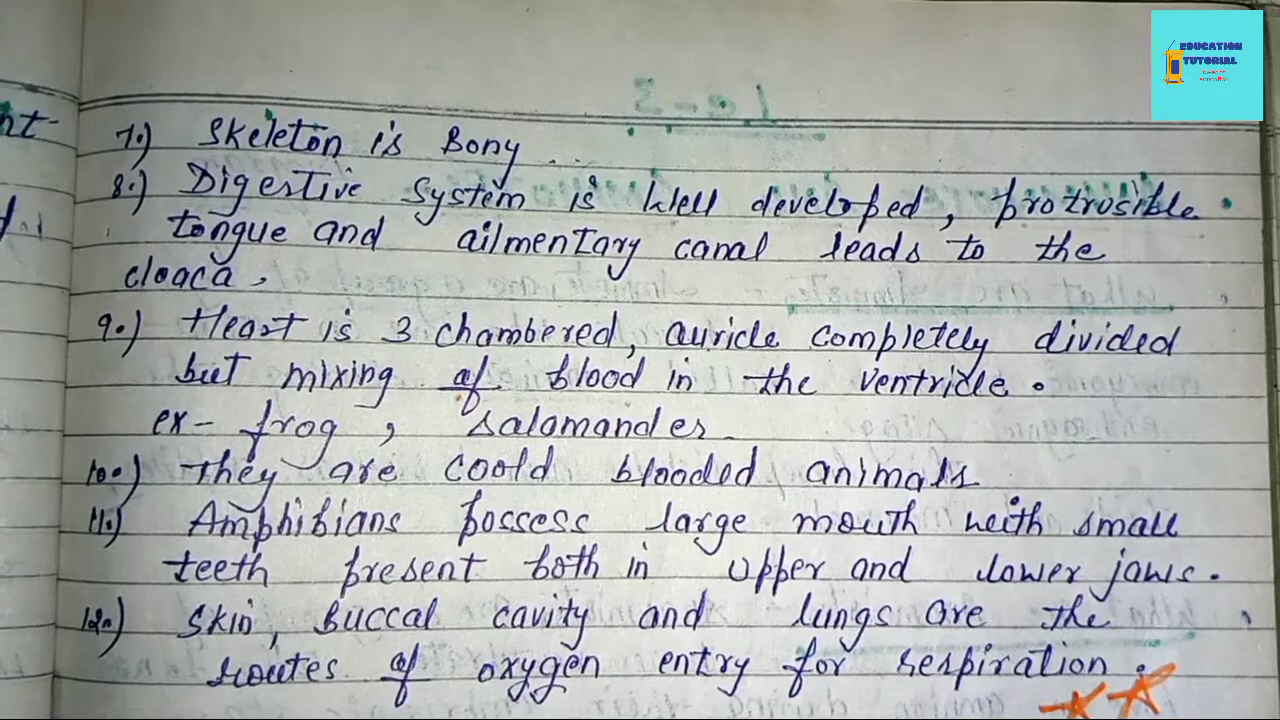 EDUCATION
TUTORIAL
7.) Skeleton is Bony
8.) Digestive System is well developed, protrusible
tongue and ailmentary canal leads to the
cloaca.
9.) Heart is 3 chambered, auricle completely divided
but mixing of blood in the ventricle.
ex- frog, salamander.
10.) They are coold blooded animals
11.) Amphibians possess large mouth with small
teeth present both in upper and lower jaws.
12.) Skin, Buccal cavity and lungs are the
routes of oxygen entry for respiration.